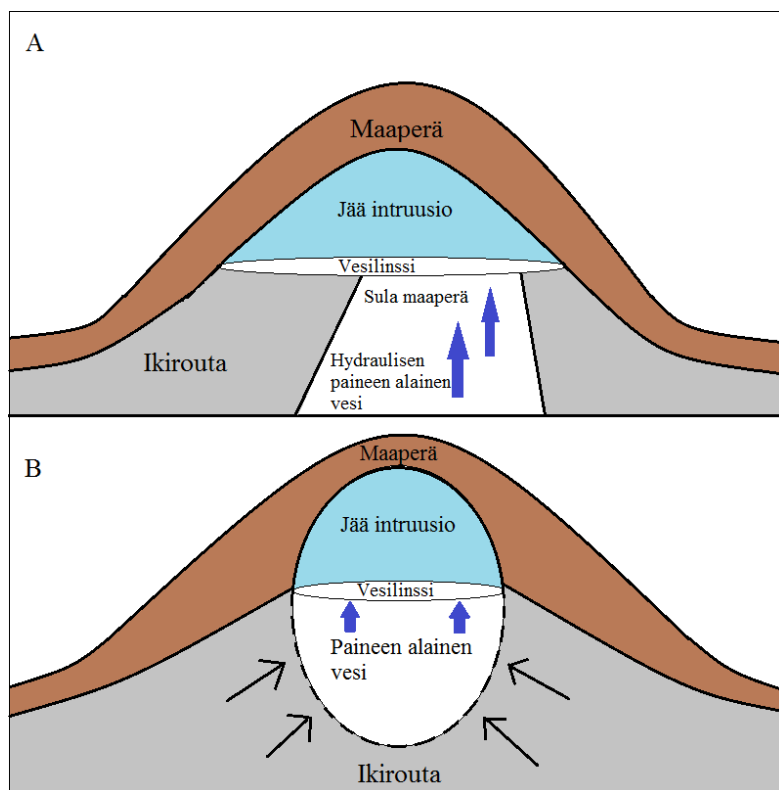 A
Maaperä
Jää intruusio
Vesilinssi
Sula maaperä
Ikirouta
Hydraulisen
paineen alainen
vesi
B
Maaperä
Jää intruusio
Vesilinssi
Paineen alainen
vesi
Ikirouta